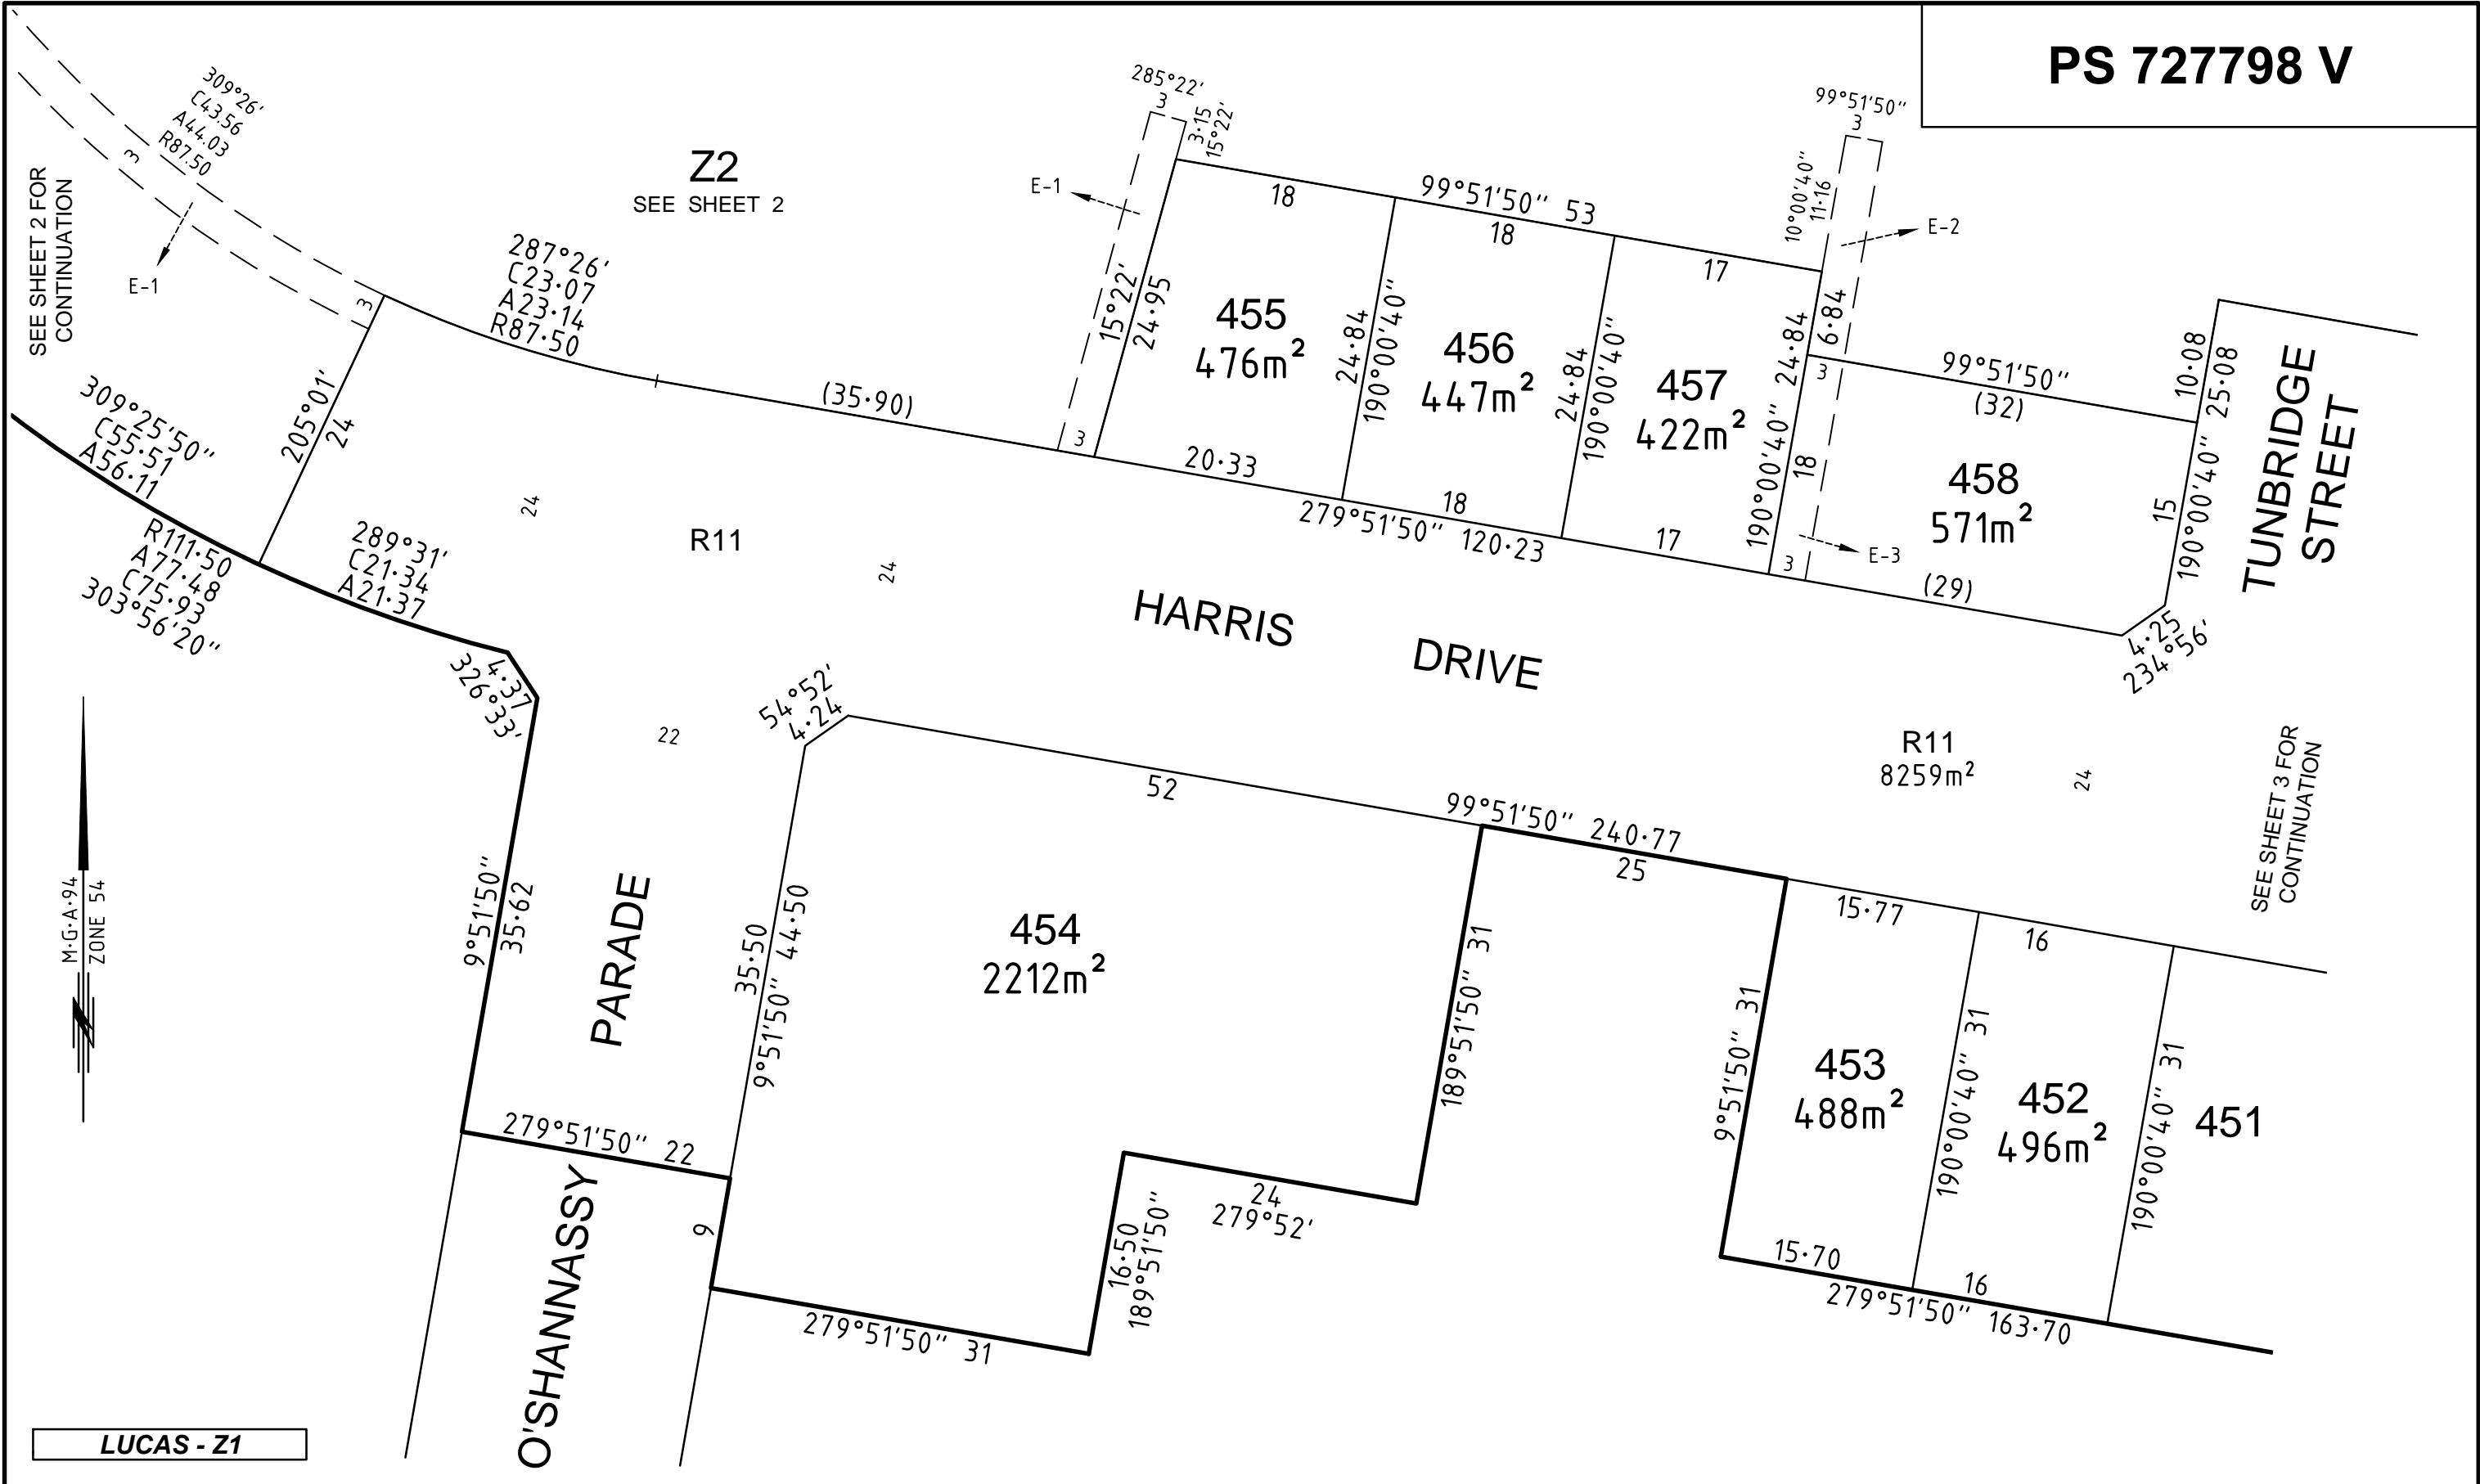 PS 727798 V
309°26'
C43.56
A44.03
R87.50
3
SEE SHEET 2 FOR
CONTINUATION
E-1
Z2
SEE SHEET 2
287°26'
C23·07
A23·14
R87·50
3
285°22'
3
3·15
15°22'
E-1
15°22'
24·95
18
99°51'50" 53
18
17
99°51'50"
3
10°00'40"
11·16
E-2
455
476m²
24·84
190°00'40"
456
447m²
24·84
190°00'40"
457
422m²
190°00'40" 24·84
6·84
3
18
99°51'50"
(32)
458
571m²
10·08
190°00'40" 25·08
15
TUNBRIDGE
STREET
E-3
3
(29)
4·25
234°56'
(35·90)
3
20·33
18
279°51'50" 120·23
17
309°25'50"
C55·51
A56·11
205°01'
24
R111·50
A77·48
C75·93
303°56'20"
289°31'
C21·34
A21·37
24
R11
24
HARRIS DRIVE
4·37
326°33'
22
54°52'
4·24
R11
8259m²
24
SEE SHEET 3 FOR
CONTINUATION
52
99°51'50" 240·77
25
15·77
16
M·G·A·94
ZONE 54
9°51'50"
35·62
PARADE
35·50
9°51'50" 44·50
454
2212m²
189°51'50" 31
9°51'50" 31
453
488m²
190°00'40" 31
452
496m²
190°00'40" 31
451
279°51'50" 22
O'SHANNASSY
9
24
279°52'
16·50
189°51'50"
279°51'50" 31
15·70
16
279°51'50" 163·70
LUCAS - Z1